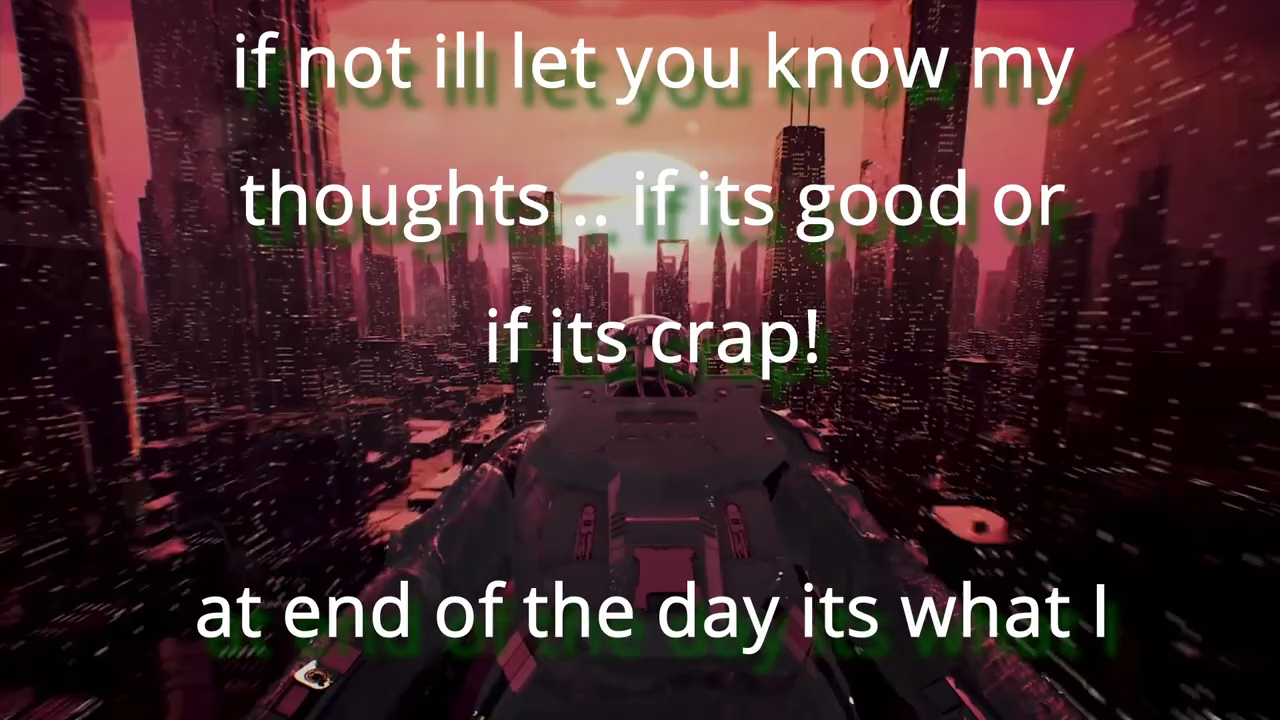 if not ill let you know my
thoughts .. if its good or
if its crap!
at end of the day its what I